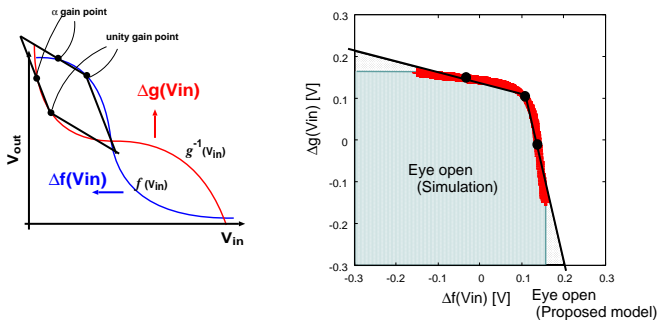 α gain point
unity gain point
Δg(Vin)
g⁻¹(Vin)
Vout
Δf(Vin)
f(Vin)
Vin
0.3
0.2
0.1
0
0.1
0.2
-0.3
Δg(Vin) [V]
Eye open
(Simulation)
-0.3 -0.2 -0.1 0 0.1 0.2 0.3
Δf(Vin) [V]
Eye open
(Proposed model)